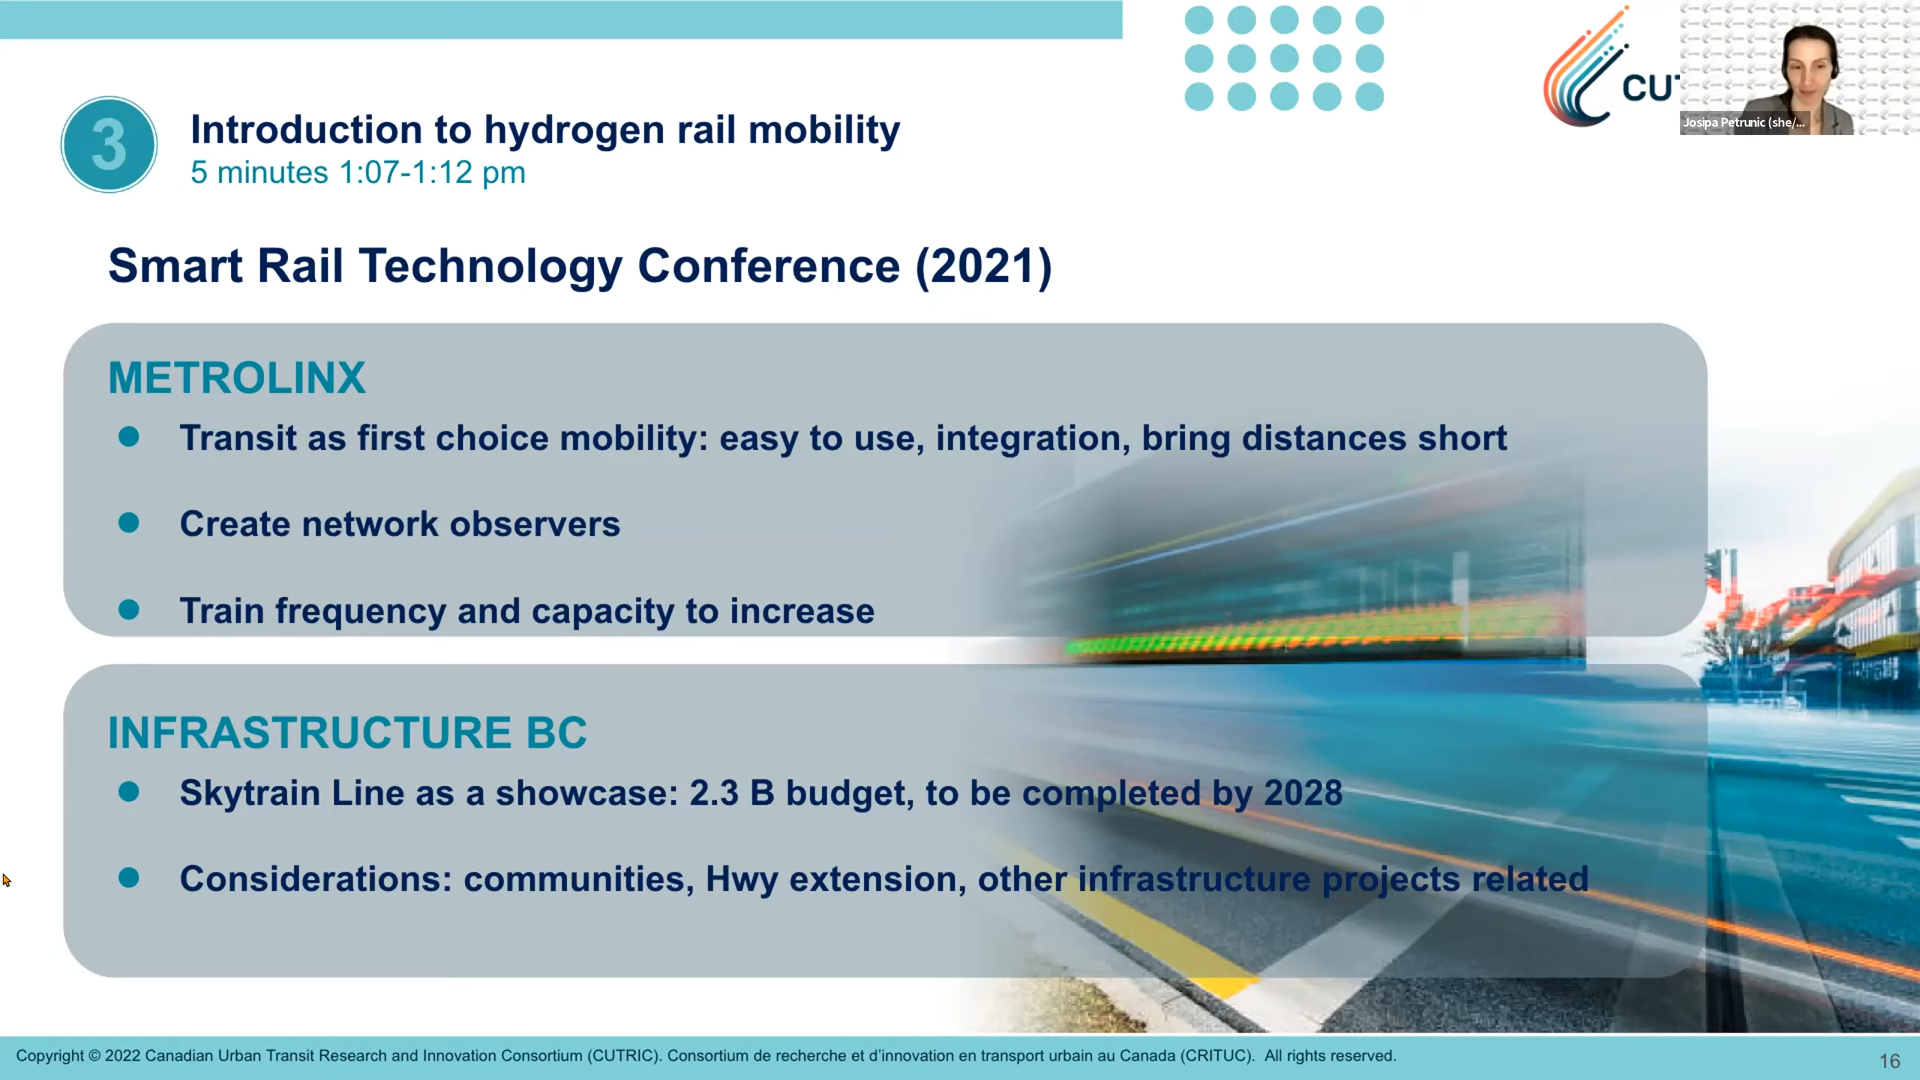 CUT
Josipa Petrunic (she/...
3
Introduction to hydrogen rail mobility
5 minutes 1:07-1:12 pm
Smart Rail Technology Conference (2021)
METROLINX
Transit as first choice mobility: easy to use, integration, bring distances short
Create network observers
Train frequency and capacity to increase
INFRASTRUCTURE BC
Skytrain Line as a showcase: 2.3 B budget, to be completed by 2028
Considerations: communities, Hwy extension, other infrastructure projects related
Copyright © 2022 Canadian Urban Transit Research and Innovation Consortium (CUTRIC). Consortium de recherche et d’innovation en transport urbain au Canada (CRITUC). All rights reserved.
16